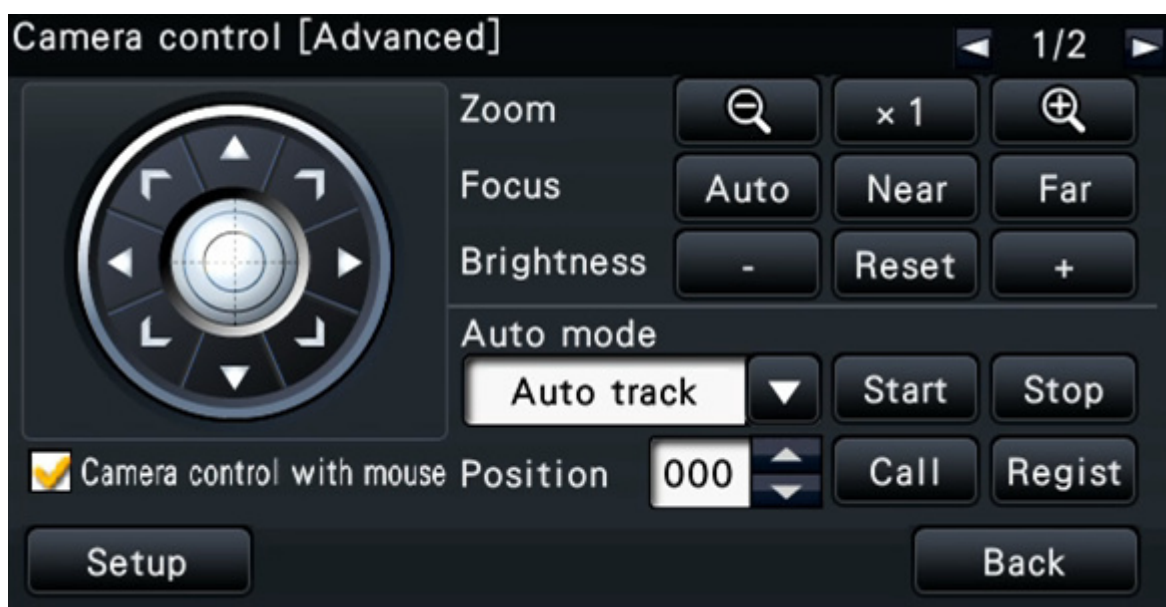 Camera control [Advanced] 1/2
Zoom × 1
Focus Auto Near Far
Brightness - Reset +
Auto mode
Auto track Start Stop
Camera control with mouse Position 000 Call Regist
Setup Back